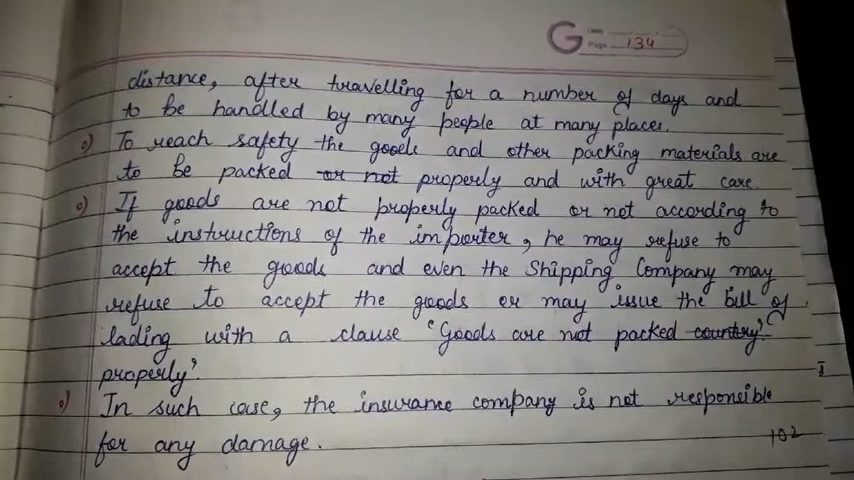 G
Page 134
distance, after travelling for a number of days and
to be handled by many people at many places.
o) To reach safety the goods and other packing materials are
to be packed or not properly and with great care.
o) If goods are not properly packed or not according to
the instructions of the importer, he may refuse to
accept the goods and even the Shipping Company may
refuse to accept the goods or may issue the bill of
lading with a clause 'Goods are not packed country'
properly'.
o) In such case, the insurance company is not responsible
for any damage.
102